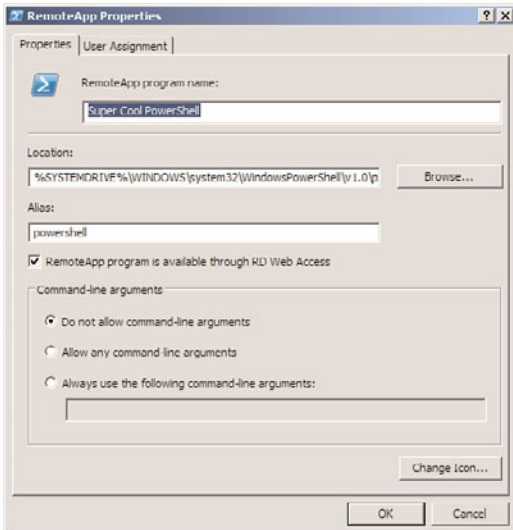 RemoteApp Properties
Properties
User Assignment
RemoteApp program name:
Super Cool PowerShell
Location:
%SYSTEMDRIVE%\WINDOWS\system32\WindowsPowerShell\v1.0\p
Browse...
Alias:
powershell
RemoteApp program is available through RD Web Access
Command-line arguments
Do not allow command-line arguments
Allow any command-line arguments
Always use the following command-line arguments:
Change Icon...
OK
Cancel